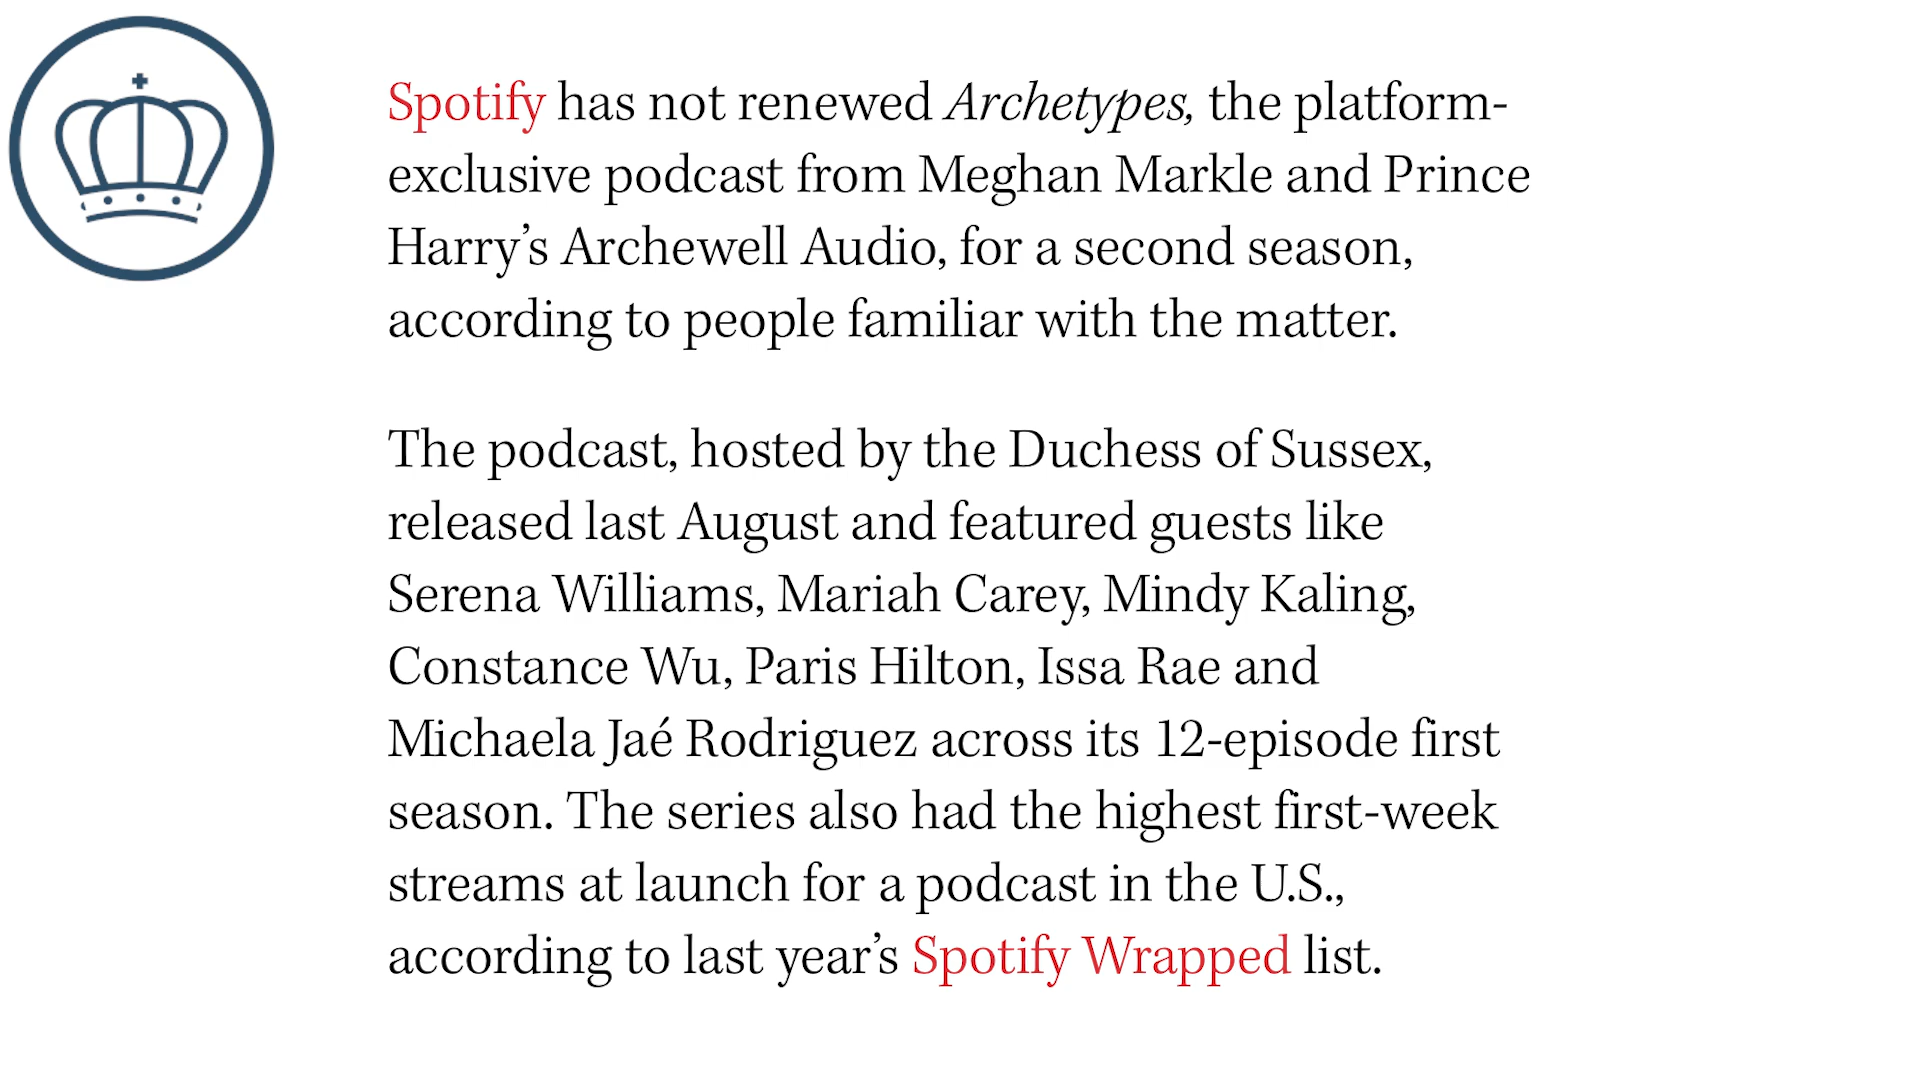 Spotify has not renewed Archetypes, the platform-
exclusive podcast from Meghan Markle and Prince
Harry’s Archewell Audio, for a second season,
according to people familiar with the matter.
The podcast, hosted by the Duchess of Sussex,
released last August and featured guests like
Serena Williams, Mariah Carey, Mindy Kaling,
Constance Wu, Paris Hilton, Issa Rae and
Michaela Jaé Rodriguez across its 12-episode first
season. The series also had the highest first-week
streams at launch for a podcast in the U.S.,
according to last year’s Spotify Wrapped list.